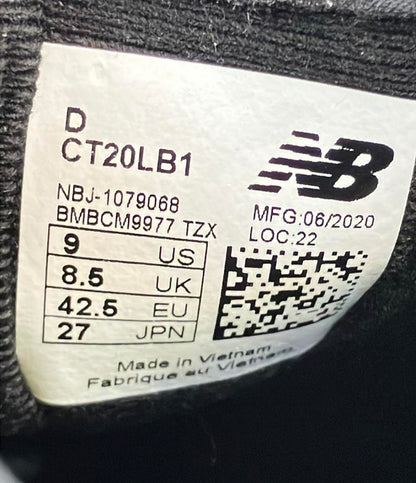 D
CT20LB1
NB
NBJ-1079068
BMBCM9977 TZX
MFG:06/2020
LOC:22
9 US
8.5 UK
42.5 EU
27 JPN
Made in Vietnam
Fabriqué au Vietnam